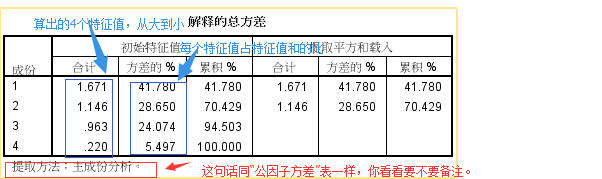 算出的4个特征值，从大到小 解释的总方差
初始特征值 每个特征值占特征值和的 提取平方和载入
成份 合计 方差的 % 累积 % 合计 方差的 % 累积 %
1 1.671 41.780 41.780 1.671 41.780 41.780
2 1.146 28.650 70.429 1.146 28.650 70.429
3 .963 24.074 94.503
4 .220 5.497 100.000
提取方法：主成份分析。
这句话同“公因子方差”表一样，你看看要不要备注。